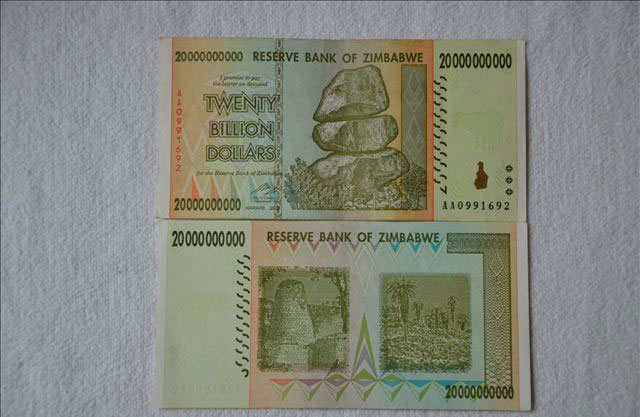 20000000000 RESERVE BANK OF ZIMBABWE 20000000000
I promise to pay
the bearer on demand
TWENTY
BILLION
DOLLARS
for the Reserve Bank of Zimbabwe
AA0991692
20000000000
HARARE
AA0991692
20000000000 RESERVE BANK OF ZIMBABWE 20000000000
20000000000